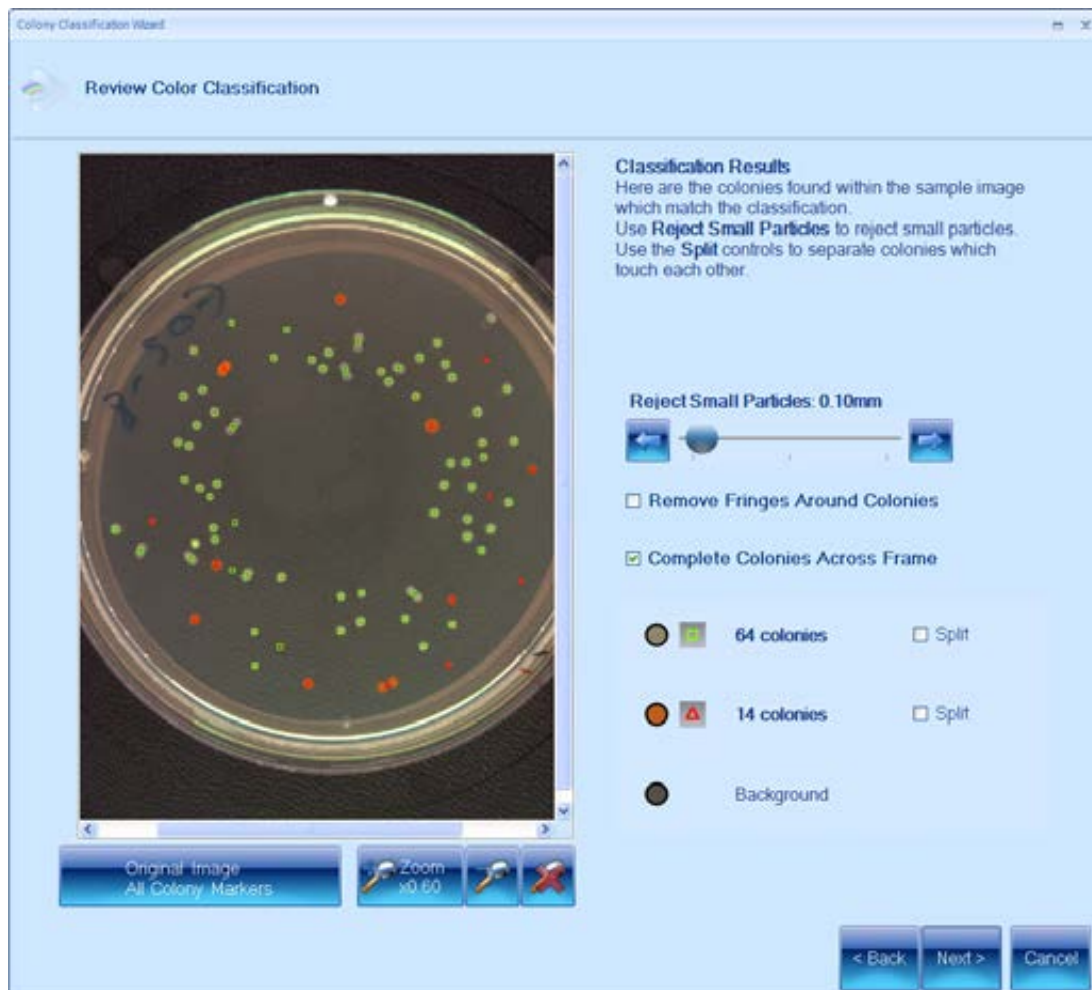 Colony Classification Wizard
Review Color Classification
Classification Results
Here are the colonies found within the sample image
which match the classification.
Use Reject Small Particles to reject small particles.
Use the Split controls to separate colonies which
touch each other.
Reject Small Particles: 0.10mm
Remove Fringes Around Colonies
Complete Colonies Across Frame
64 colonies
Split
14 colonies
Split
Background
Original Image
All Colony Markers
Zoom
x0.60
< Back
Next >
Cancel